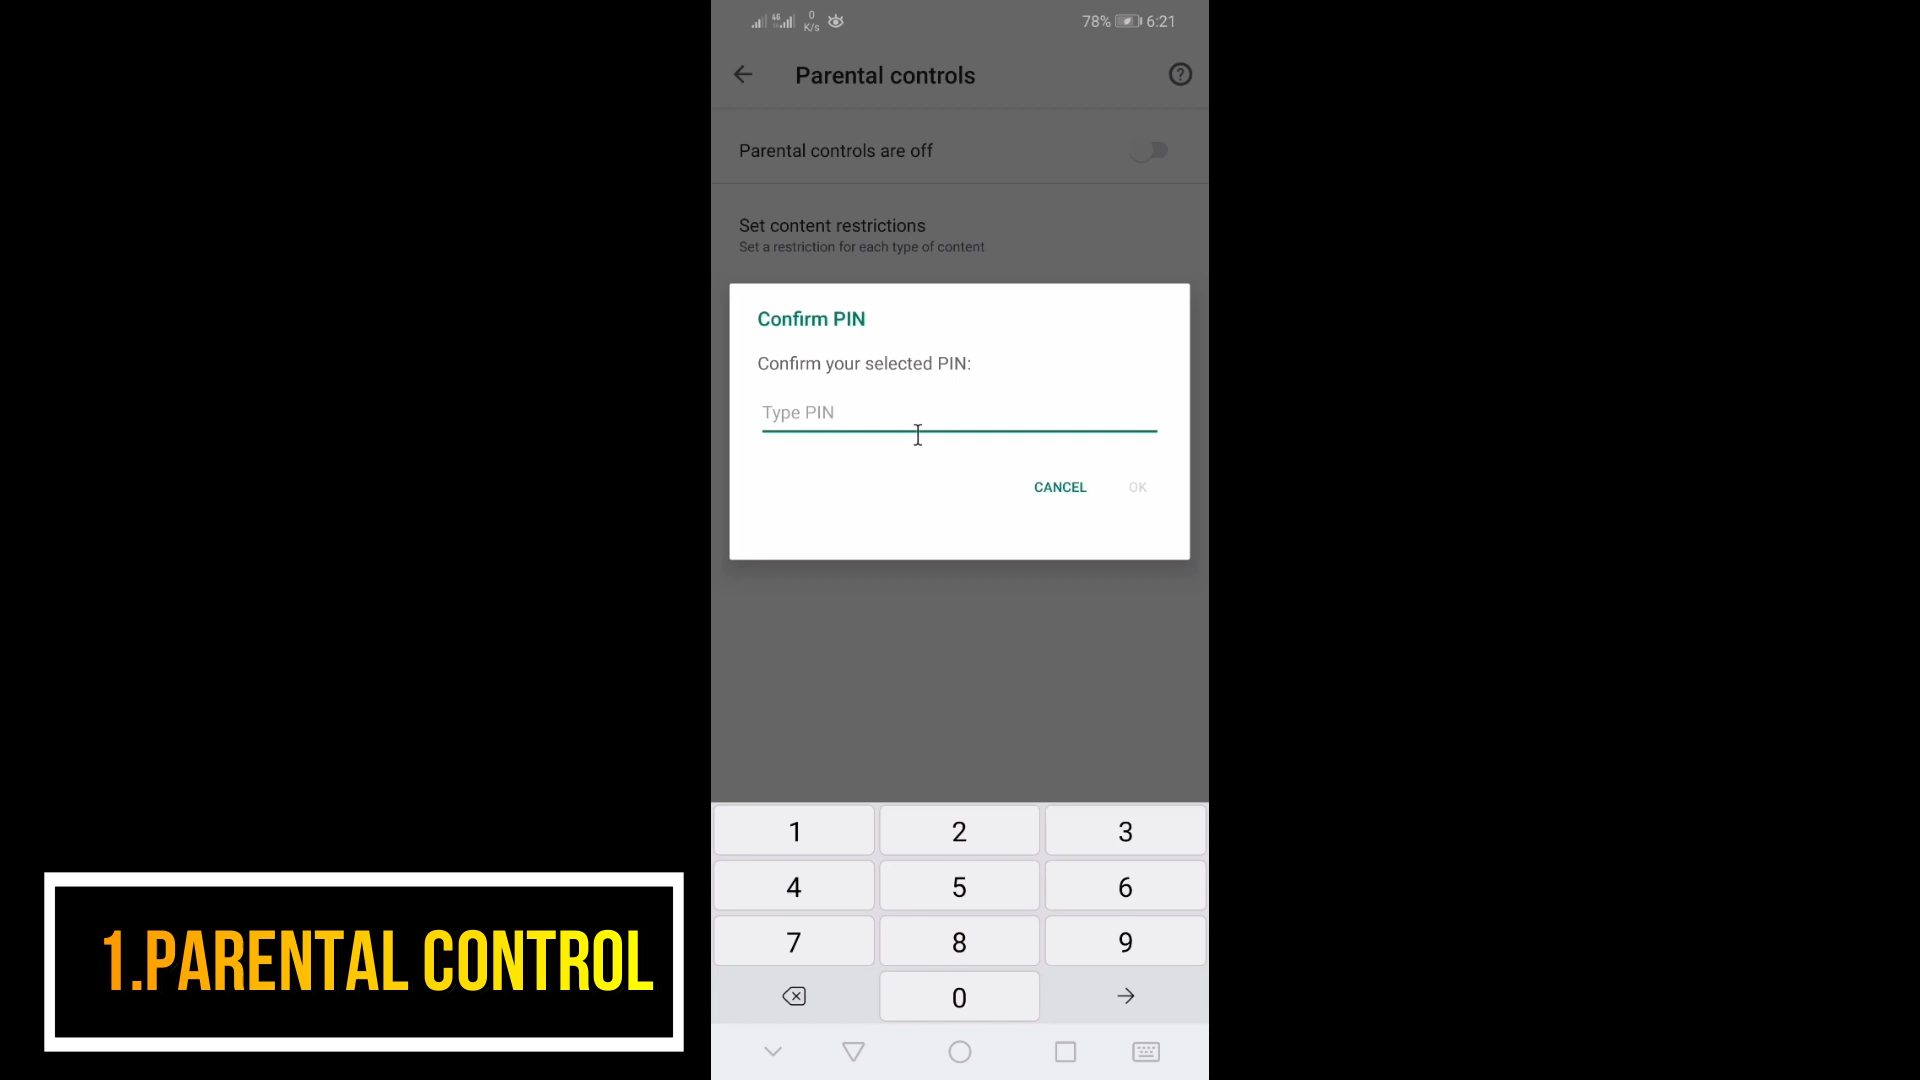 4G
0
K/s
78% 6:21
Parental controls
Parental controls are off
Set content restrictions
Set a restriction for each type of content
Confirm PIN
Confirm your selected PIN:
Type PIN
CANCEL OK
1 2 3
4 5 6
7 8 9
0
1.PARENTAL CONTROL